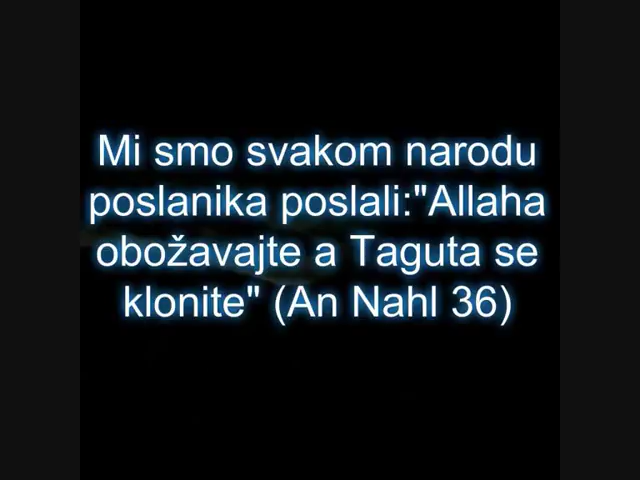 Mi smo svakom narodu
poslanika poslali:"Allaha
obožavajte a Taguta se
klonite" (An Nahl 36)